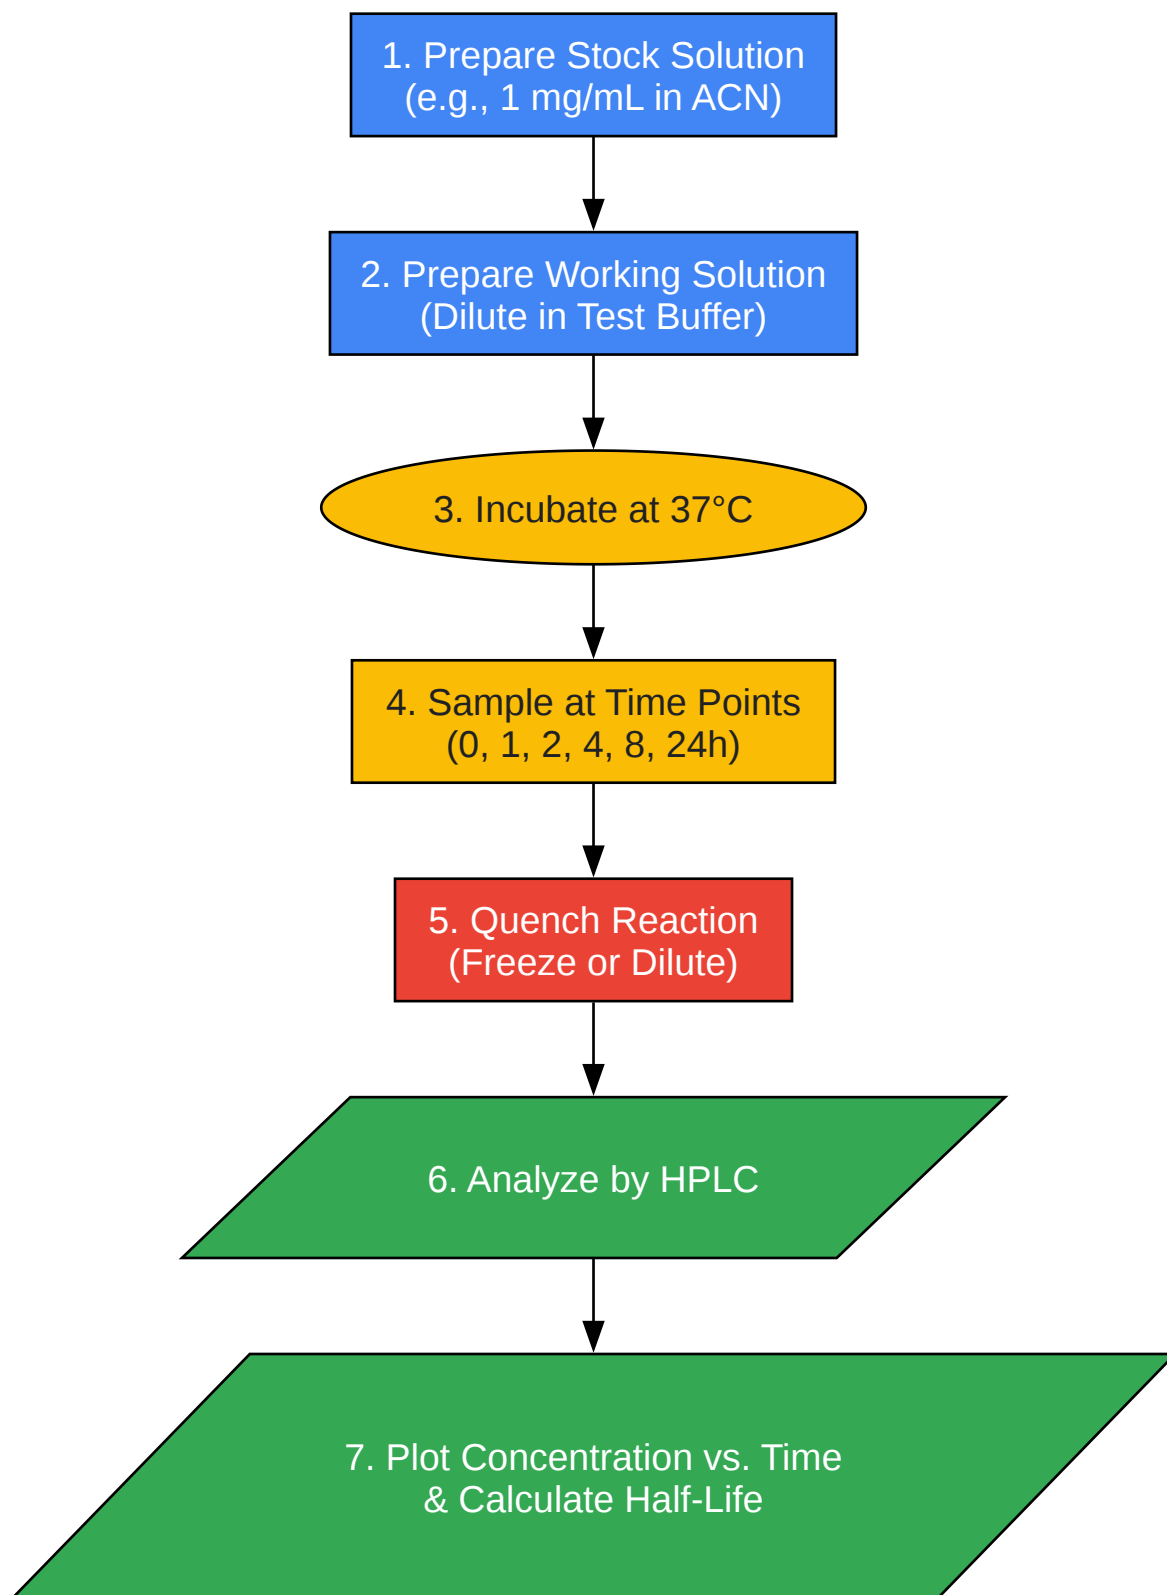 1. Prepare Stock Solution
(e.g., 1 mg/mL in ACN)
2. Prepare Working Solution
(Dilute in Test Buffer)
3. Incubate at 37°C
4. Sample at Time Points
(0, 1, 2, 4, 8, 24h)
5. Quench Reaction
(Freeze or Dilute)
6. Analyze by HPLC
7. Plot Concentration vs. Time
& Calculate Half-Life